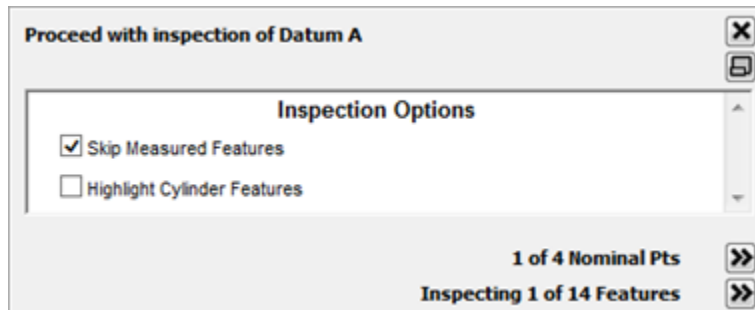 Proceed with inspection of Datum A
Inspection Options
Skip Measured Features
Highlight Cylinder Features
1 of 4 Nominal Pts
Inspecting 1 of 14 Features